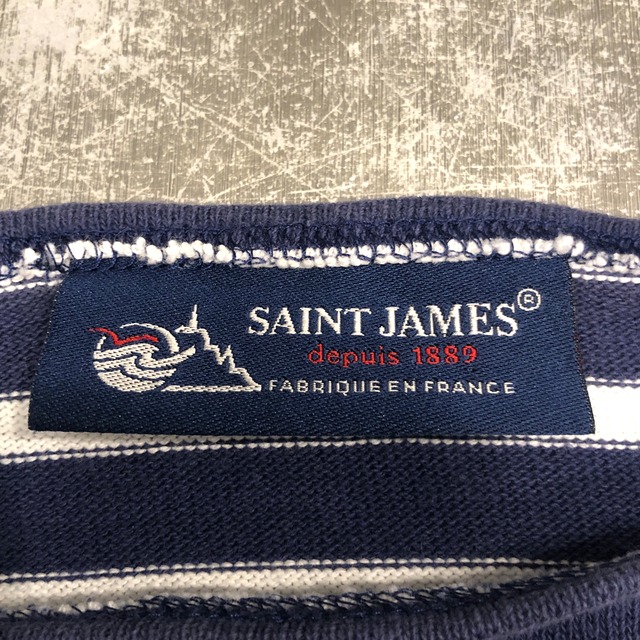 SAINT JAMES®
depuis 1889
FABRIQUE EN FRANCE